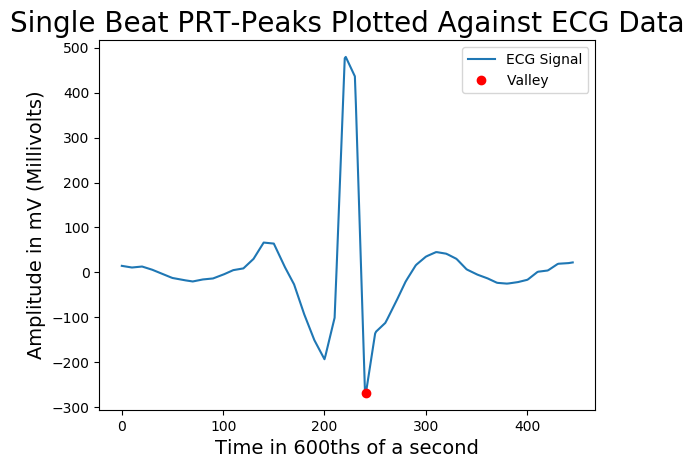 Single Beat PRT-Peaks Plotted Against ECG Data
500
400
300
200
100
0
−100
−200
−300
Amplitude in mV (Millivolts)
ECG Signal
Valley
0
100
200
300
400
Time in 600ths of a second